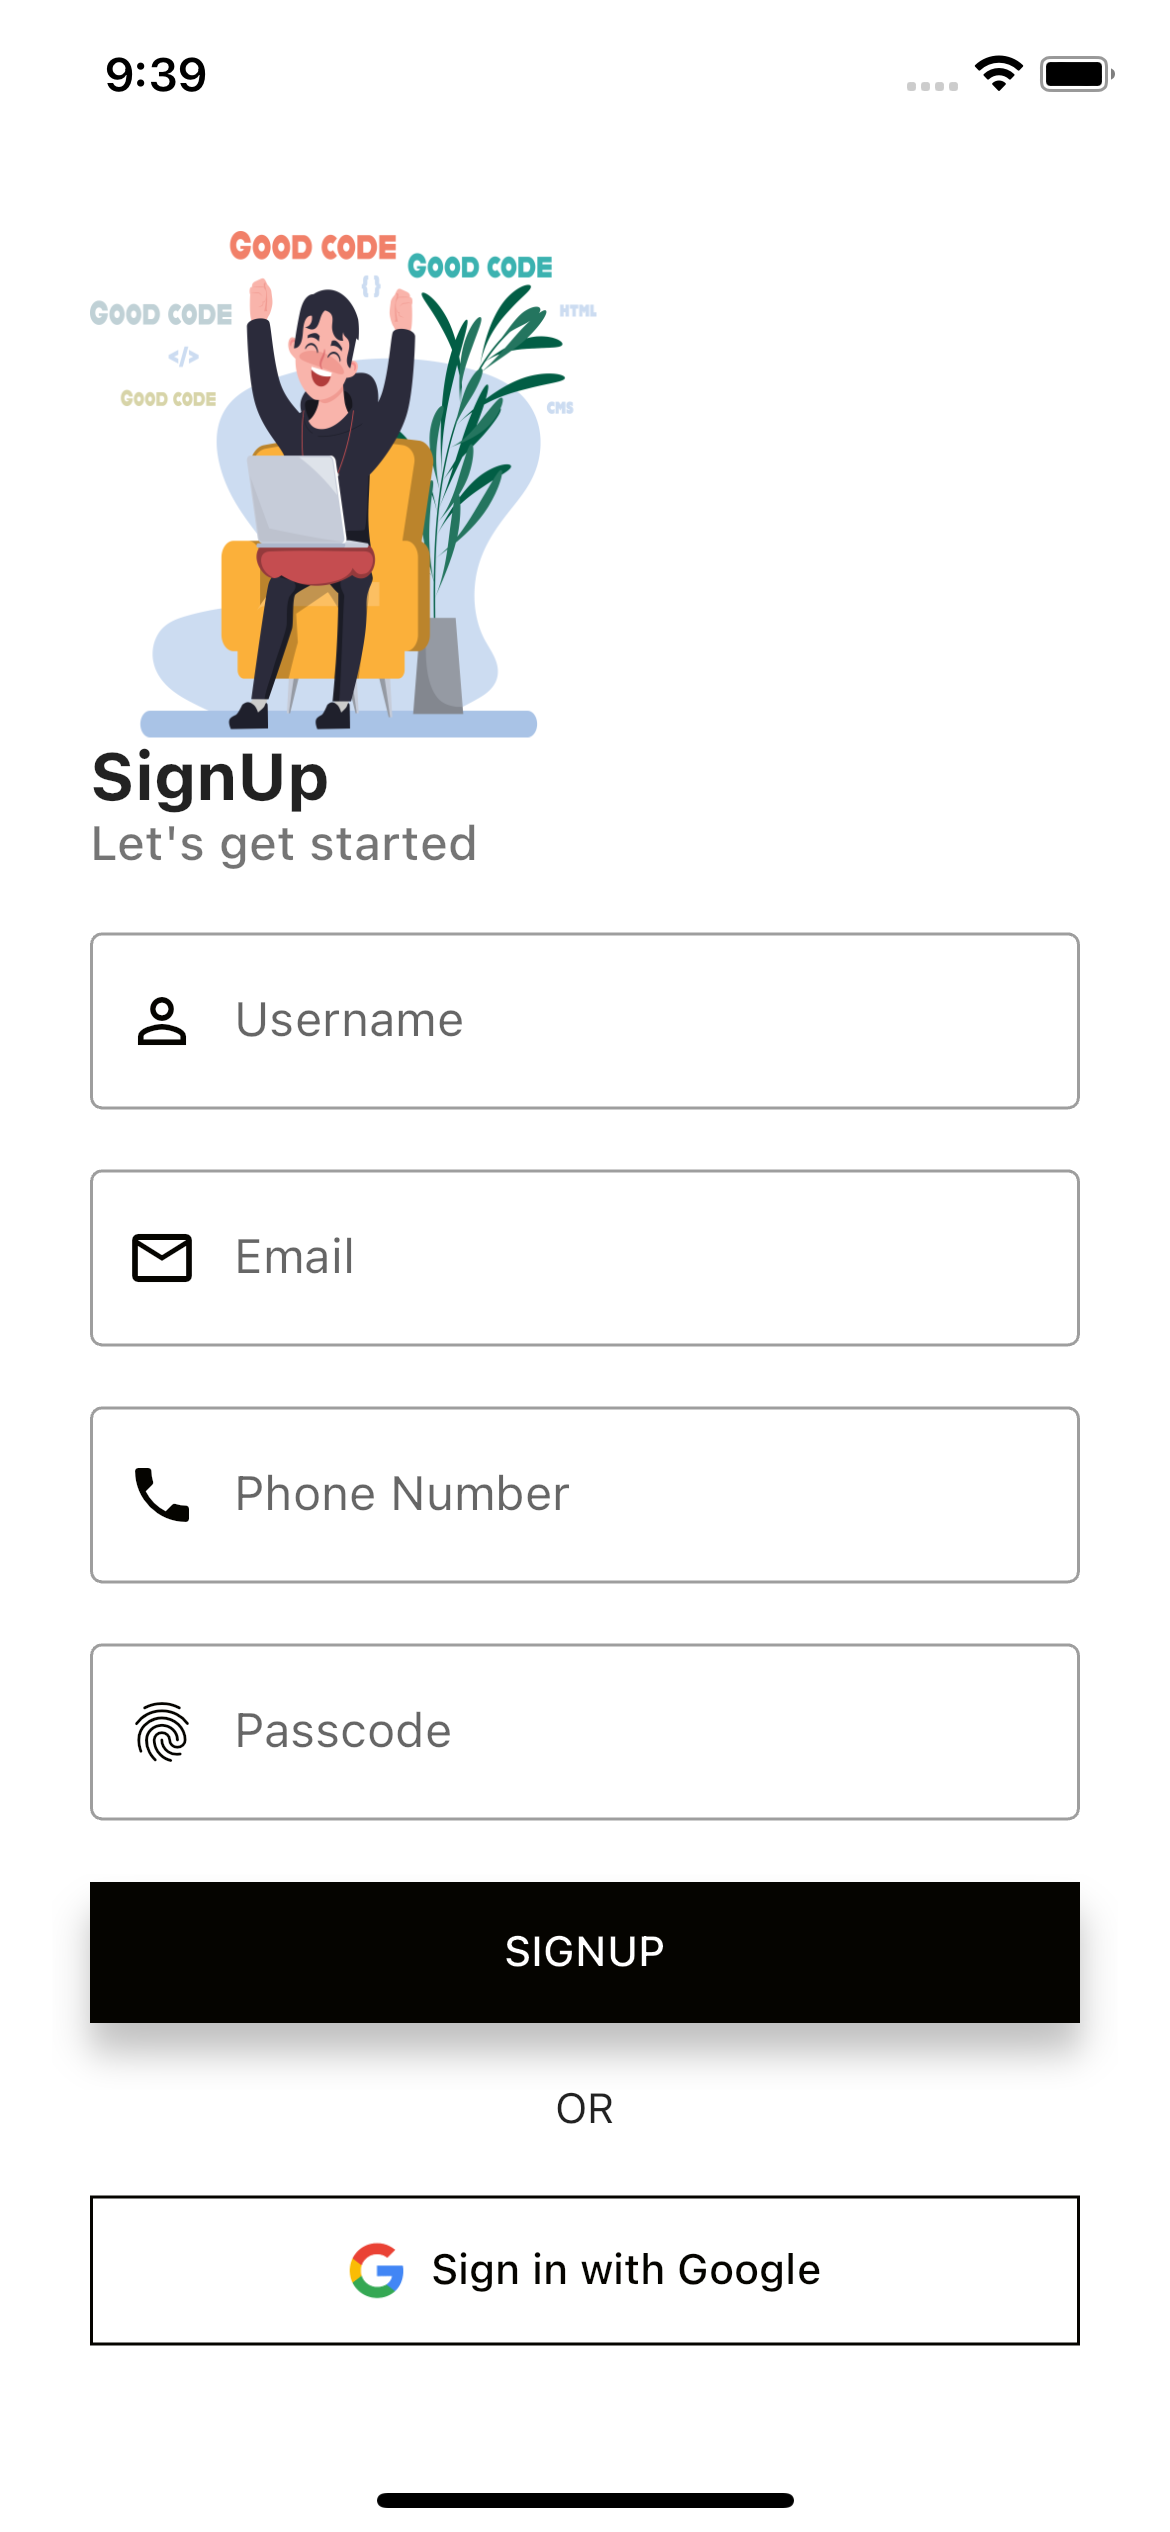 9:39
GOOD CODE
GOOD CODE
{}
GOOD CODE
HTML
</>
GOOD CODE
CMS
SignUp
Let's get started
Username
Email
Phone Number
Passcode
SIGNUP
OR
Sign in with Google